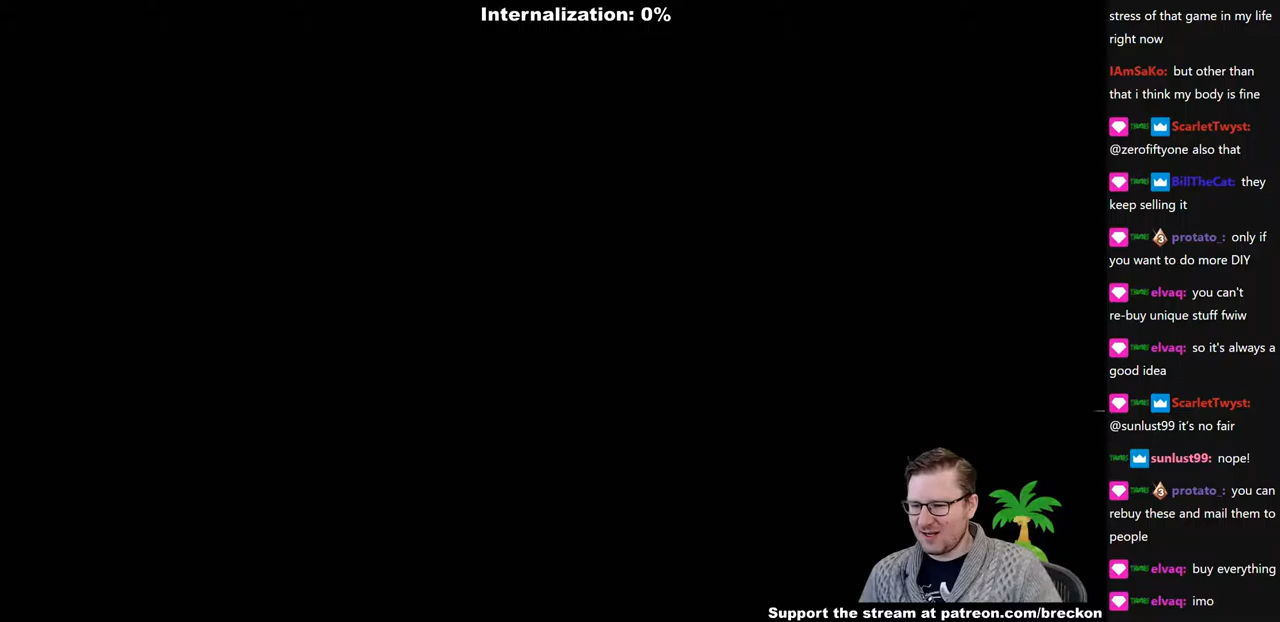 Internalization: 0%
stress of that game in my life
right now
IAmSaKo: but other than
that i think my body is fine
ScarletTwyst:
@zerofiftyone also that
BillTheCat: they
keep selling it
protato_: only if
you want to do more DIY
elvaq: you can't
re-buy unique stuff fwiw
elvaq: so it's always a
good idea
ScarletTwyst:
@sunlust99 it's no fair
sunlust99: nope!
protato_: you can
rebuy these and mail them to
people
elvaq: buy everything
elvaq: imo
Support the stream at patreon.com/breckon